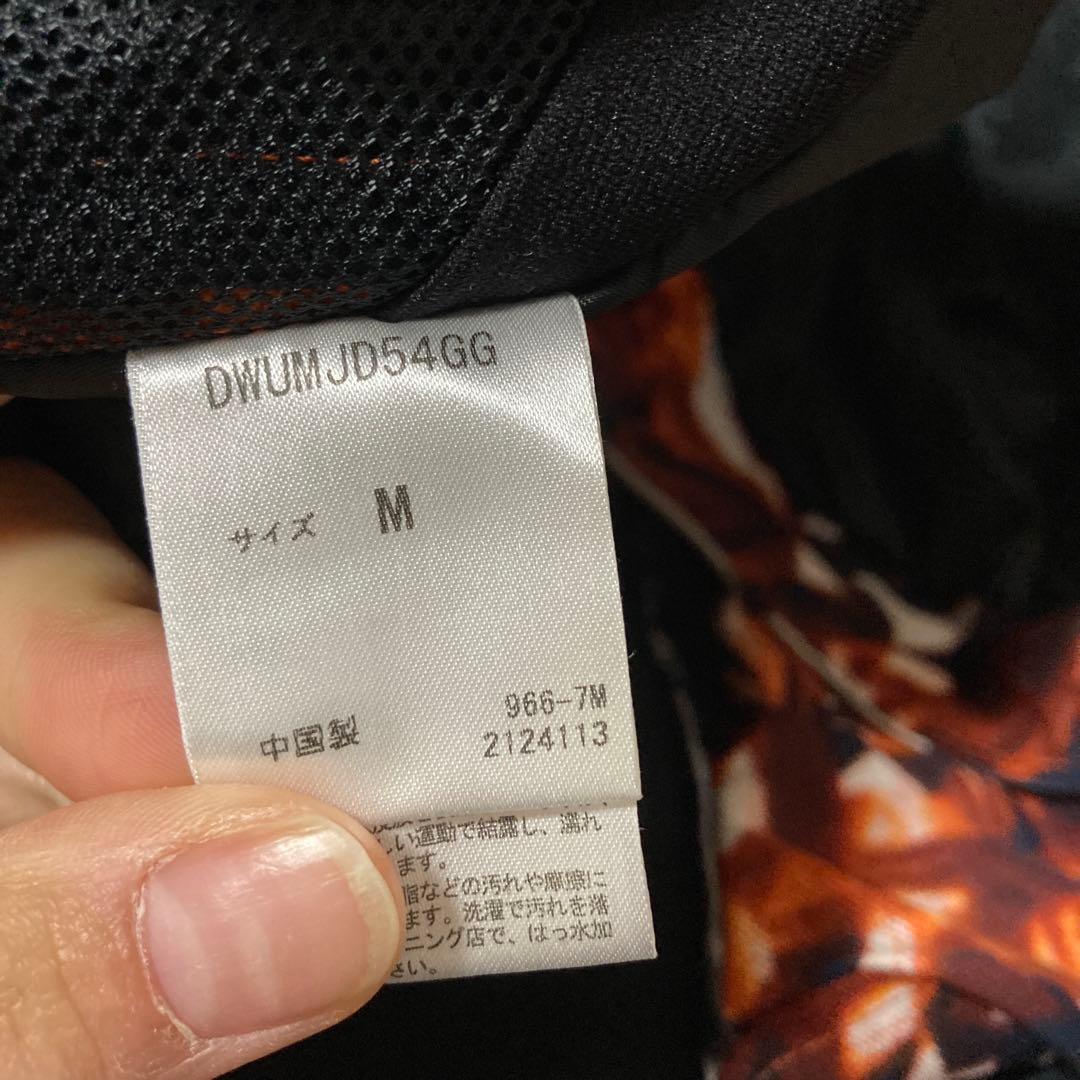 DWUMJD54GG
サイズ M
966-7M
中国製 2124113
しい運動で結露し、濡れ
ます。
脂などの汚れや摩擦に
ます。洗濯で汚れを落
ニング店で、はっ水加
さい。